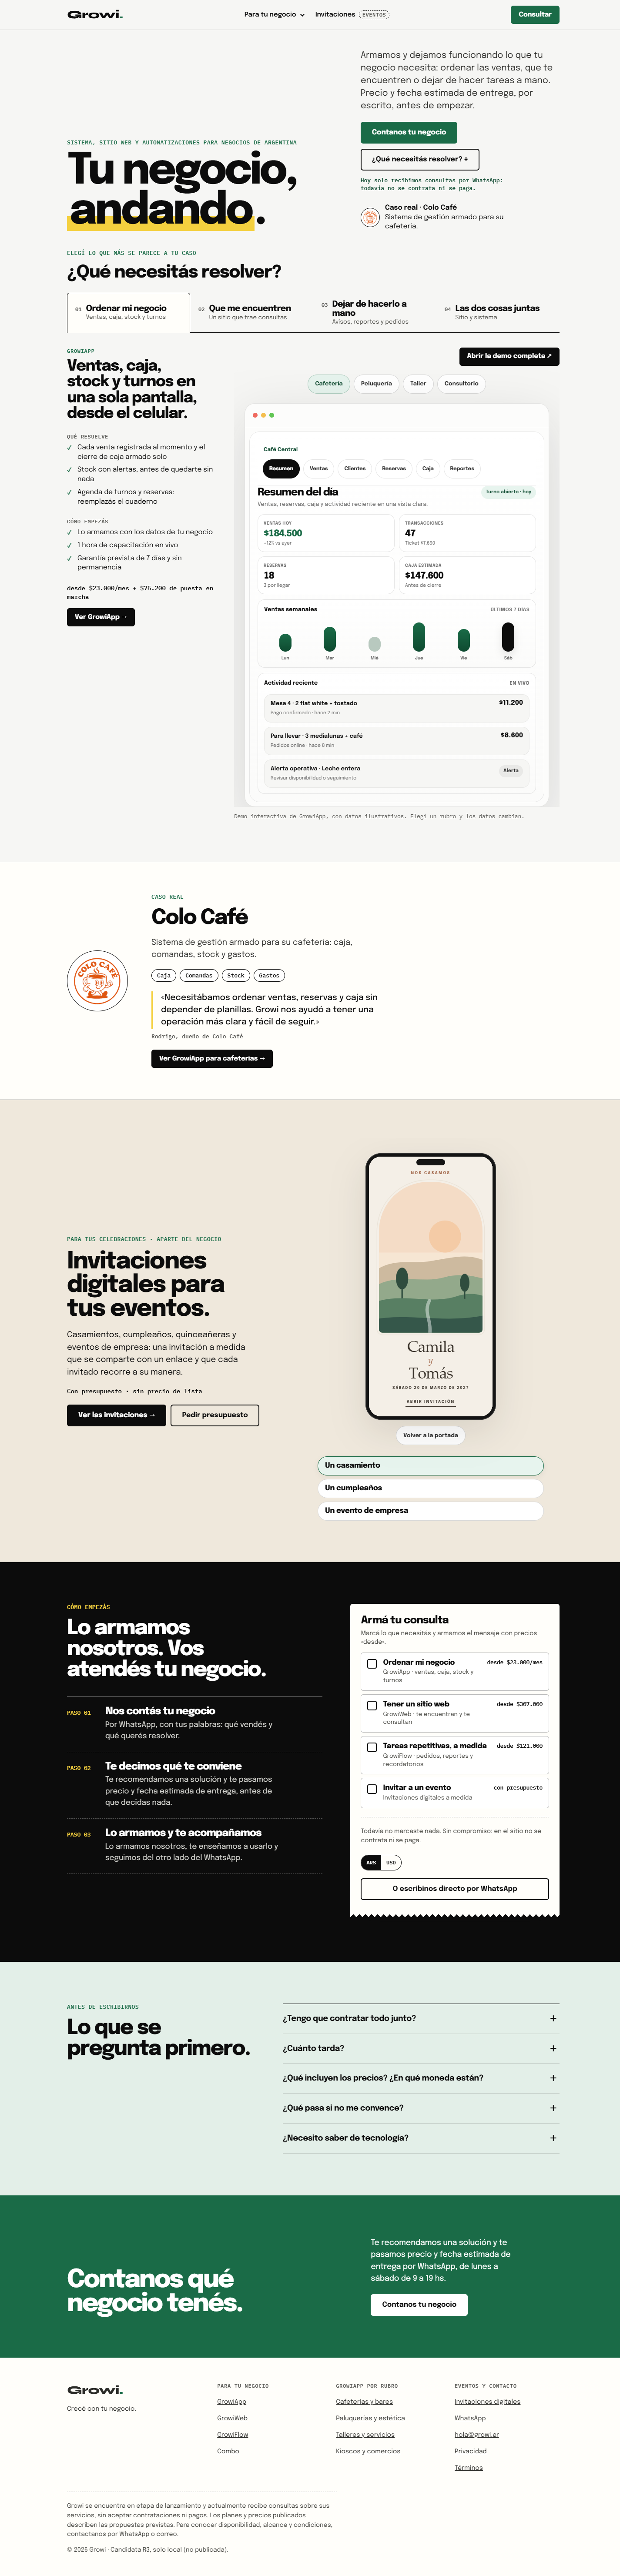 Growi.
Para tu negocio
Invitaciones EVENTOS
Consultar
SISTEMA, SITIO WEB Y AUTOMATIZACIONES PARA NEGOCIOS DE ARGENTINA
Tu negocio,
andando.
Armamos y dejamos funcionando lo que tu
negocio necesita: ordenar las ventas, que te
encuentren o dejar de hacer tareas a mano.
Precio y fecha estimada de entrega, por
escrito, antes de empezar.
Contanos tu negocio
¿Qué necesitás resolver? ↓
Hoy solo recibimos consultas por WhatsApp:
todavía no se contrata ni se paga.
Caso real · Colo Café
Sistema de gestión armado para su
cafetería.
ELEGÍ LO QUE MÁS SE PARECE A TU CASO
¿Qué necesitás resolver?
01 Ordenar mi negocio
Ventas, caja, stock y turnos
02 Que me encuentren
Un sitio que trae consultas
03 Dejar de hacerlo a
mano
Avisos, reportes y pedidos
04 Las dos cosas juntas
Sitio y sistema
GROWIAPP
Ventas, caja,
stock y turnos en
una sola pantalla,
desde el celular.
QUÉ RESUELVE
✓ Cada venta registrada al momento y el
cierre de caja armado solo
✓ Stock con alertas, antes de quedarte sin
nada
✓ Agenda de turnos y reservas:
reemplazás el cuaderno
CÓMO EMPEZÁS
✓ Lo armamos con los datos de tu negocio
✓ 1 hora de capacitación en vivo
✓ Garantía prevista de 7 días y sin
permanencia
desde $23.000/mes + $75.200 de puesta en
marcha
Ver GrowiApp →
Abrir la demo completa ↗
Cafetería
Peluquería
Taller
Consultorio
Café Central
Resumen
Ventas
Clientes
Reservas
Caja
Reportes
Resumen del día
Ventas, reservas, caja y actividad reciente en una vista clara.
Turno abierto · hoy
VENTAS HOY
$184.500
+12% vs ayer
TRANSACCIONES
47
RESERVAS
18
3 por llegar
CAJA ESTIMADA
$147.600
Antes de cierre
Ventas semanales
ÚLTIMOS 7 DÍAS
Lun
Mar
Mié
Jue
Vie
Sáb
Actividad reciente
EN VIVO
Mesa 4 · 2 flat white + tostado
Pago confirmado · hace 2 min
$11.200
Para llevar · 3 medialunas + café
Pedidos online · hace 8 min
$8.600
Alerta operativa · Leche entera
Revisar disponibilidad o seguimiento
Alerta
Demo interactiva de GrowiApp, con datos ilustrativos. Elegí un rubro y los datos cambian.
COLO CAFÉ
CASO REAL
Colo Café
Sistema de gestión armado para su cafetería: caja,
comandas, stock y gastos.
Caja
Comandas
Stock
Gastos
«Necesitábamos ordenar ventas, reservas y caja sin
depender de planillas. Growi nos ayudó a tener una
operación más clara y fácil de seguir.»
Rodrigo, dueño de Colo Café
Ver GrowiApp para cafeterías →
PARA TUS CELEBRACIONES · APARTE DEL NEGOCIO
Invitaciones
digitales para
tus eventos.
Casamientos, cumpleaños, quinceañeras y
eventos de empresa: una invitación a medida
que se comparte con un enlace y que cada
invitado recorre a su manera.
Con presupuesto · sin precio de lista
Ver las invitaciones →
Pedir presupuesto
NOS CASAMOS
Camila
y
Tomás
SÁBADO 20 DE MARZO DE 2027
ABRIR INVITACIÓN
Volver a la portada
Un casamiento
Un cumpleaños
Un evento de empresa
CÓMO EMPEZÁS
Lo armamos
nosotros. Vos
atendés tu negocio.
PASO 01
Nos contás tu negocio
Por WhatsApp, con tus palabras: qué vendés y
qué querés resolver.
PASO 02
Te decimos qué te conviene
Te recomendamos una solución y te pasamos
precio y fecha estimada de entrega, antes de
que decidas nada.
PASO 03
Lo armamos y te acompañamos
Lo armamos nosotros, te enseñamos a usarlo y
seguimos del otro lado del WhatsApp.
Armá tu consulta
Marcá lo que necesitás y armamos el mensaje con precios
«desde».
Ordenar mi negocio
desde $23.000/mes
GrowiApp · ventas, caja, stock y
turnos
Tener un sitio web
desde $307.000
GrowiWeb · te encuentran y te
consultan
Tareas repetitivas, a medida
desde $121.000
GrowiFlow · pedidos, reportes y
recordatorios
Invitar a un evento
con presupuesto
Invitaciones digitales a medida
Todavía no marcaste nada. Sin compromiso: en el sitio no se
contrata ni se paga.
ARS
USD
O escribinos directo por WhatsApp
ANTES DE ESCRIBIRNOS
Lo que se
pregunta primero.
¿Tengo que contratar todo junto? +
¿Cuánto tarda? +
¿Qué incluyen los precios? ¿En qué moneda están? +
¿Qué pasa si no me convence? +
¿Necesito saber de tecnología? +
Contanos qué
negocio tenés.
Te recomendamos una solución y te
pasamos precio y fecha estimada de
entrega por WhatsApp, de lunes a
sábado de 9 a 19 hs.
Contanos tu negocio
Growi.
Crecé con tu negocio.
PARA TU NEGOCIO
GrowiApp
GrowiWeb
GrowiFlow
Combo
GROWIAPP POR RUBRO
Cafeterías y bares
Peluquerías y estética
Talleres y servicios
Kioscos y comercios
EVENTOS Y CONTACTO
Invitaciones digitales
WhatsApp
hola@growi.ar
Privacidad
Términos
Growi se encuentra en etapa de lanzamiento y actualmente recibe consultas sobre sus
servicios, sin aceptar contrataciones ni pagos. Los planes y precios publicados
describen las propuestas previstas. Para conocer disponibilidad, alcance y condiciones,
contactanos por WhatsApp o correo.
© 2026 Growi · Candidata R3, solo local (no publicada).